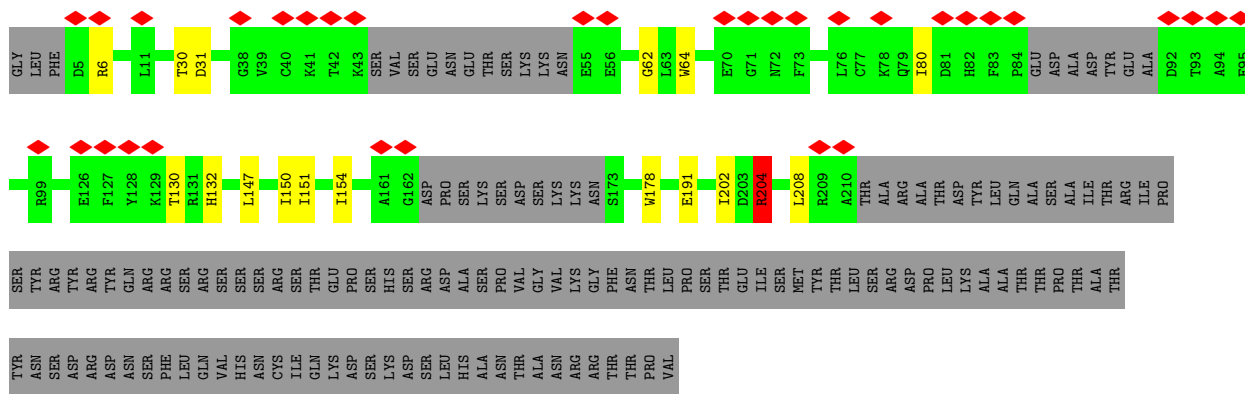 GLY LEU PHE D5 R6 L11 T30 D31 G38 V39 C40 K41 T42 K43 SER VAL SER GLU ASN GLU THR SER LYS LYS ASN E55 E56 G62 L63 W64 E70 G71 N72 F73 L76 C77 K78 Q79 I80 D81 H82 F83 P84 GLU ASP ALA ASP TYR GLU ALA D92 T93 A94 E95
R99 E126 F127 Y128 K129 T130 R131 H132 L147 I150 I151 I154 A161 G162 ASP PRO SER LYS SER ASP SER LYS LYS ASN S173 W178 E191 I202 D203 R204 L208 R209 A210 THR ALA ARG ALA THR ASP TYR LEU GLN ALA SER ALA ILE THR ARG ILE PRO
SER TYR ARG TYR ARG TYR GLN ARG ARG SER ARG SER SER SER ARG SER THR GLU PRO SER HIS SER ARG ASP ALA SER PRO VAL GLY VAL LYS GLY PHE ASN THR LEU PRO SER THR GLU ILE SER MET TYR THR LEU SER ARG ASP PRO LEU LYS ALA ALA THR THR PRO THR ALA THR
TYR ASN SER ASP ARG ASP ASN SER PHE LEU GLN VAL HIS ASN CYS ILE GLN LYS ASP SER LYS ASP SER LEU HIS ALA ASN THR ALA ASN ARG ARG THR THR PRO VAL